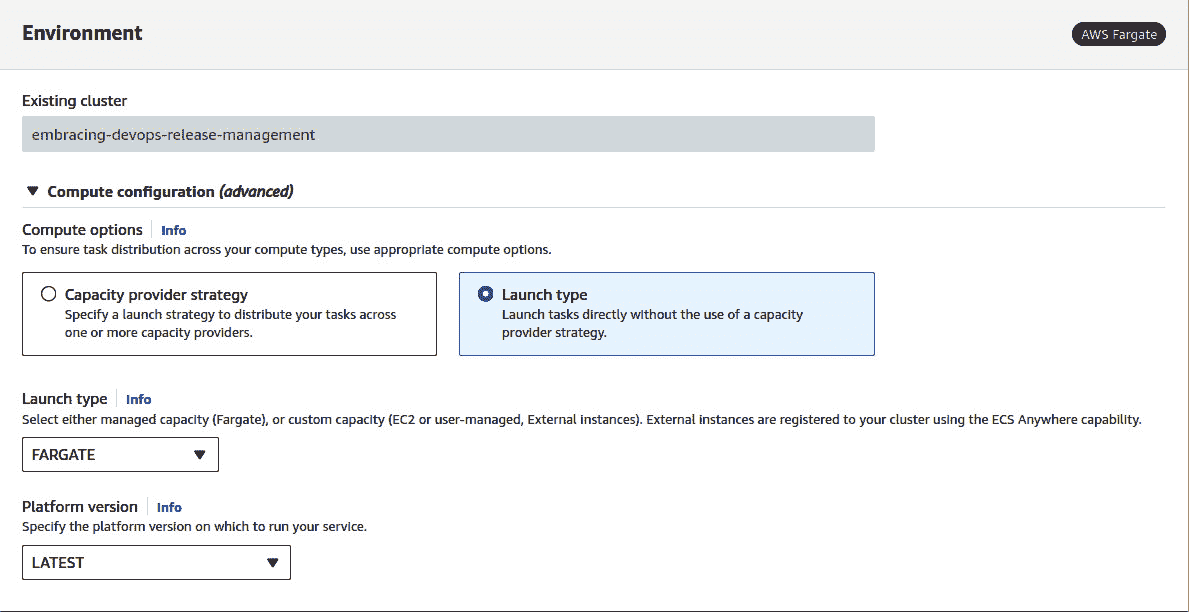 Environment
AWS Fargate
Existing cluster
embracing-devops-release-management
Compute configuration (advanced)
Compute options Info
To ensure task distribution across your compute types, use appropriate compute options.
Capacity provider strategy
Specify a launch strategy to distribute your tasks across
one or more capacity providers.
Launch type
Launch tasks directly without the use of a capacity
provider strategy.
Launch type Info
Select either managed capacity (Fargate), or custom capacity (EC2 or user-managed, External instances). External instances are registered to your cluster using the ECS Anywhere capability.
FARGATE
Platform version Info
Specify the platform version on which to run your service.
LATEST